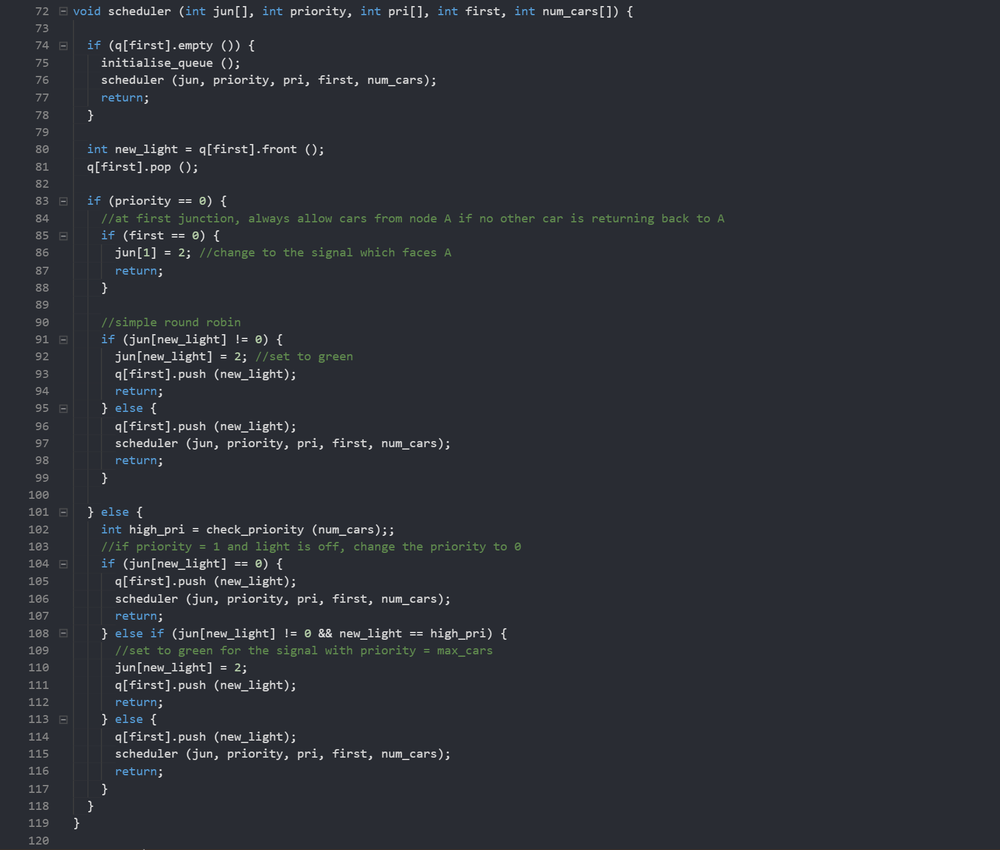 72 void scheduler (int jun[], int priority, int pri[], int first, int num_cars[]) {
73
74 if (q[first].empty ()) {
75 initialise_queue ();
76 scheduler (jun, priority, pri, first, num_cars);
77 return;
78 }
79
80 int new_light = q[first].front ();
81 q[first].pop ();
82
83 if (priority == 0) {
84 //at first junction, always allow cars from node A if no other car is returning back to A
85 if (first == 0) {
86 jun[1] = 2; //change to the signal which faces A
87 return;
88 }
89
90 //simple round robin
91 if (jun[new_light] != 0) {
92 jun[new_light] = 2; //set to green
93 q[first].push (new_light);
94 return;
95 } else {
96 q[first].push (new_light);
97 scheduler (jun, priority, pri, first, num_cars);
98 return;
99 }
100
101 } else {
102 int high_pri = check_priority (num_cars);;
103 //if priority = 1 and light is off, change the priority to 0
104 if (jun[new_light] == 0) {
105 q[first].push (new_light);
106 scheduler (jun, priority, pri, first, num_cars);
107 return;
108 } else if (jun[new_light] != 0 && new_light == high_pri) {
109 //set to green for the signal with priority = max_cars
110 jun[new_light] = 2;
111 q[first].push (new_light);
112 return;
113 } else {
114 q[first].push (new_light);
115 scheduler (jun, priority, pri, first, num_cars);
116 return;
117 }
118 }
119 }
120